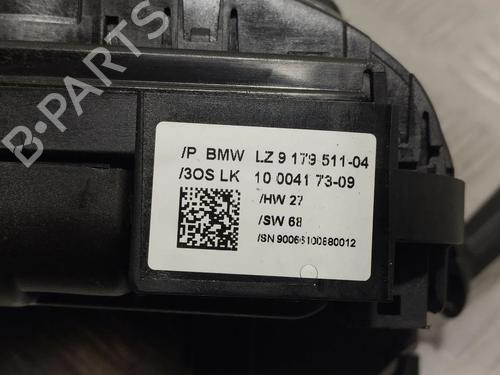 /P BMW LZ 9 179 511-04
/3OS LK 10 0041 73-09
/HW 27
/SW 68
/SN 90066100880012
B-PARTS